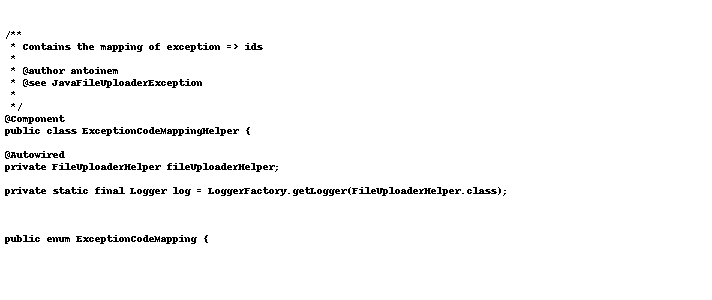 /**
 * Contains the mapping of exception => ids
 *
 * @author antoinem
 * @see JavaFileUploaderException
 *
 */
@Component
public class ExceptionCodeMappingHelper {
@Autowired
private FileUploaderHelper fileUploaderHelper;
private static final Logger log = LoggerFactory.getLogger(FileUploaderHelper.class);
public enum ExceptionCodeMapping {